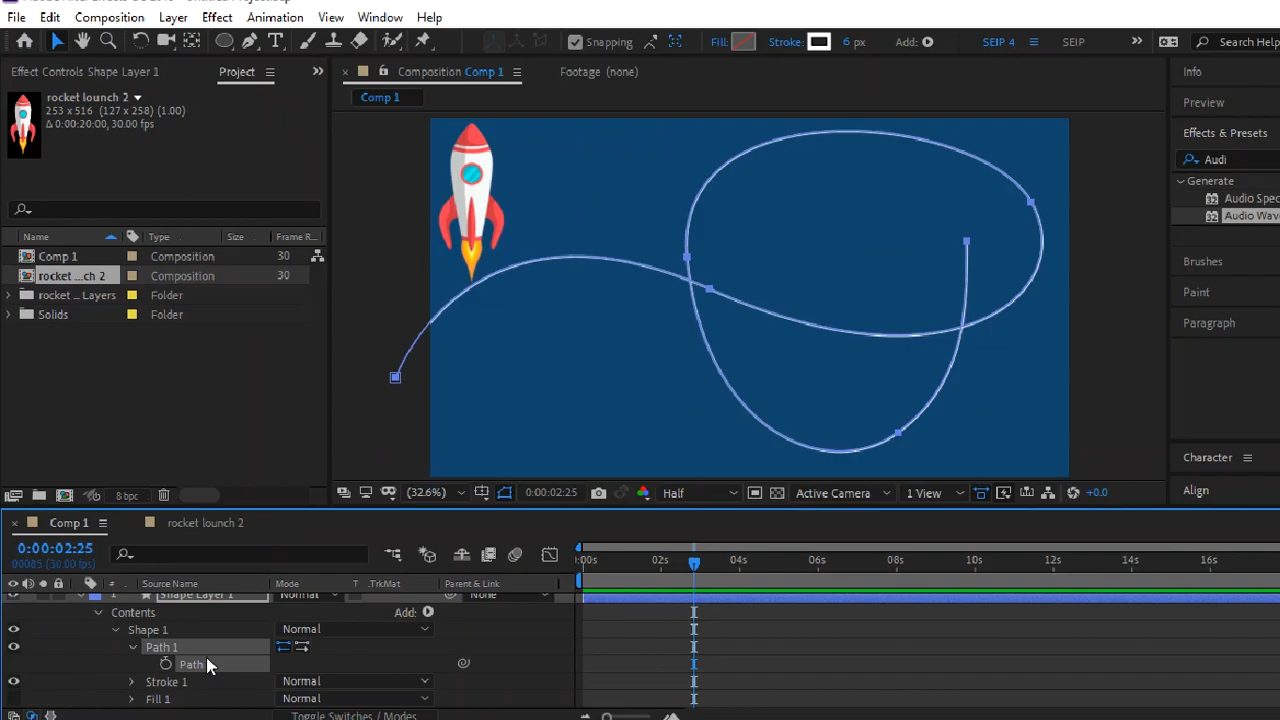 File Edit Composition Layer Effect Animation View Window Help
Snapping Fill: Stroke: 6 px Add: SEIP 4 SEIP Search Help
Effect Controls Shape Layer 1 Project
Composition Comp 1 Footage (none)
Info
rocket lounch 2
253 x 516 (127 x 258) (1.00)
Δ 0:00:20:00, 30.00 fps
Comp 1
Preview
Effects & Presets
Audi
Generate
Audio Spec
Audio Wav
Name Type Size Frame R...
Comp 1 Composition 30
rocket ...ch 2 Composition 30
rocket ... Layers Folder
Solids Folder
Brushes
Paint
Paragraph
Character
Align
8 bpc
(32.6%) 0:00:02:25 Half Active Camera 1 View +0.0
Comp 1 rocket lounch 2
0:00:02:25
00085 (30.00 fps)
:00s 02s 04s 06s 08s 10s 12s 14s 16s
# Source Name Mode T .TrkMat Parent & Link
1 Shape Layer 1 Normal None
Contents Add:
Shape 1 Normal
Path 1
Path
Stroke 1 Normal
Fill 1 Normal
Toggle Switches / Modes